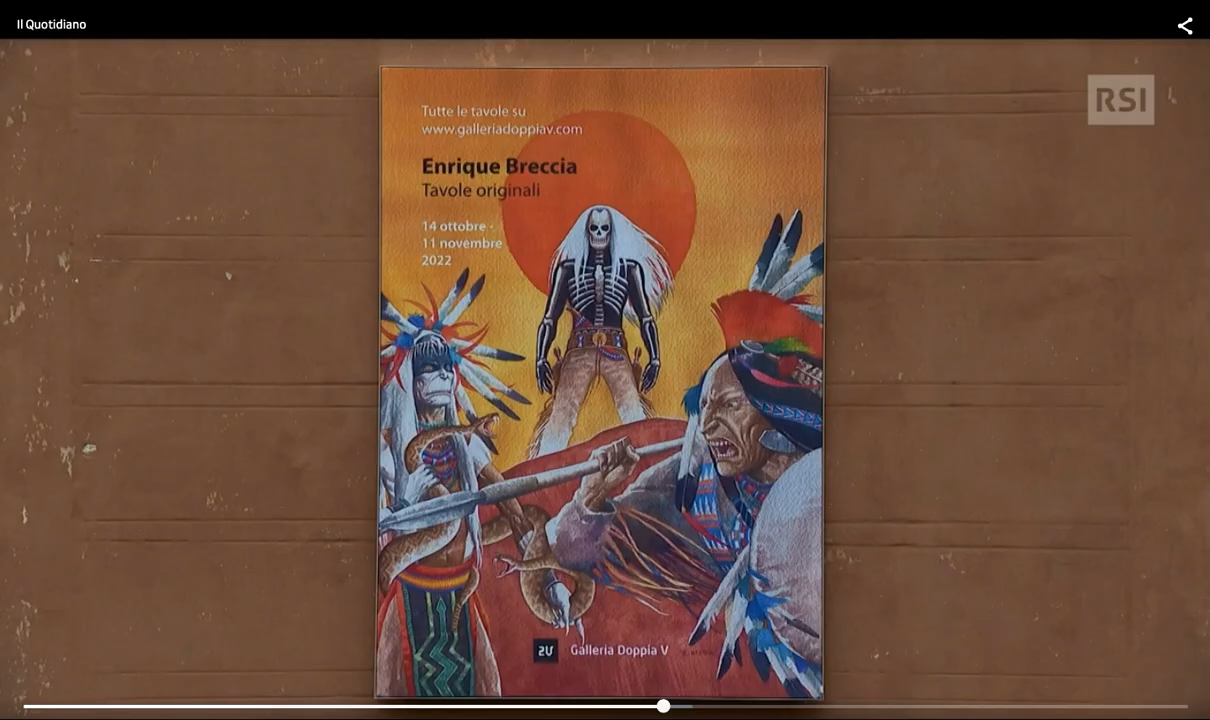 Il Quotidiano
RSI
Tutte le tavole su
www.galleriadoppiav.com
Enrique Breccia
Tavole originali
14 ottobre -
11 novembre
2022
2V Galleria Doppia V